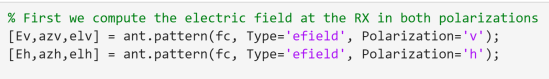 % First we compute the electric field at the RX in both polarizations
[Ev,azv,elv] = ant.pattern(fc, Type='efield', Polarization='v');
[Eh,azh,elh] = ant.pattern(fc, Type='efield', Polarization='h');